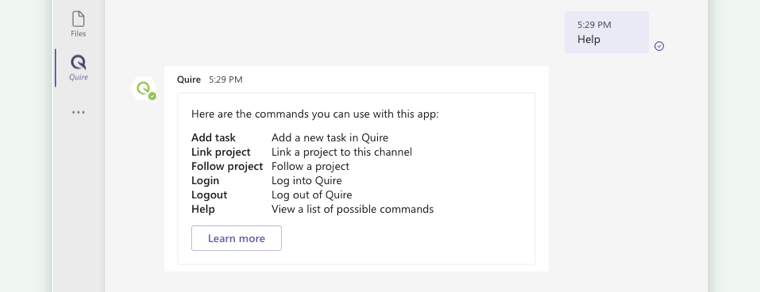 Files
Quire
5:29 PM
Help
Quire 5:29 PM
Here are the commands you can use with this app:
Add task Add a new task in Quire
Link project Link a project to this channel
Follow project Follow a project
Login Log into Quire
Logout Log out of Quire
Help View a list of possible commands
Learn more